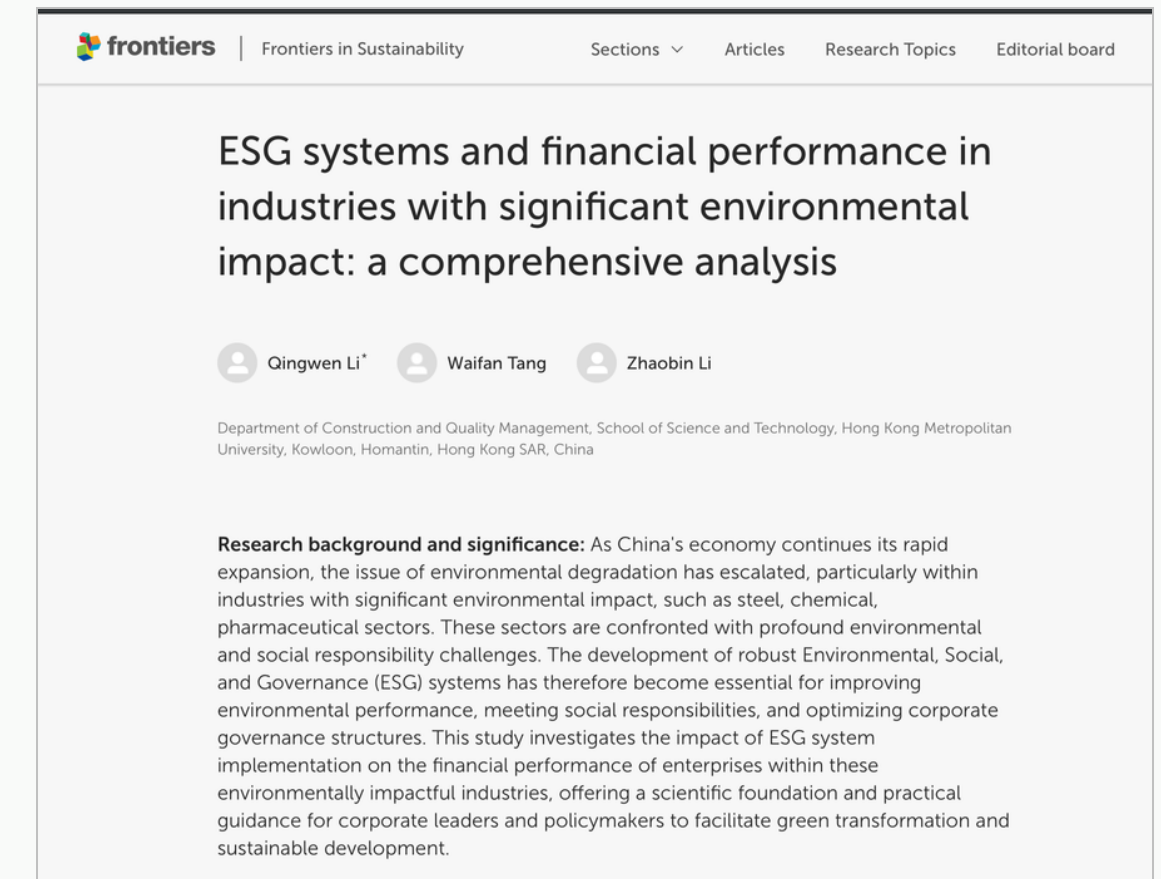 frontiers | Frontiers in Sustainability Sections Articles Research Topics Editorial board
ESG systems and financial performance in
industries with significant environmental
impact: a comprehensive analysis
Qingwen Li* Waifan Tang Zhaobin Li
Department of Construction and Quality Management, School of Science and Technology, Hong Kong Metropolitan
University, Kowloon, Homantin, Hong Kong SAR, China
Research background and significance: As China's economy continues its rapid
expansion, the issue of environmental degradation has escalated, particularly within
industries with significant environmental impact, such as steel, chemical,
pharmaceutical sectors. These sectors are confronted with profound environmental
and social responsibility challenges. The development of robust Environmental, Social,
and Governance (ESG) systems has therefore become essential for improving
environmental performance, meeting social responsibilities, and optimizing corporate
governance structures. This study investigates the impact of ESG system
implementation on the financial performance of enterprises within these
environmentally impactful industries, offering a scientific foundation and practical
guidance for corporate leaders and policymakers to facilitate green transformation and
sustainable development.